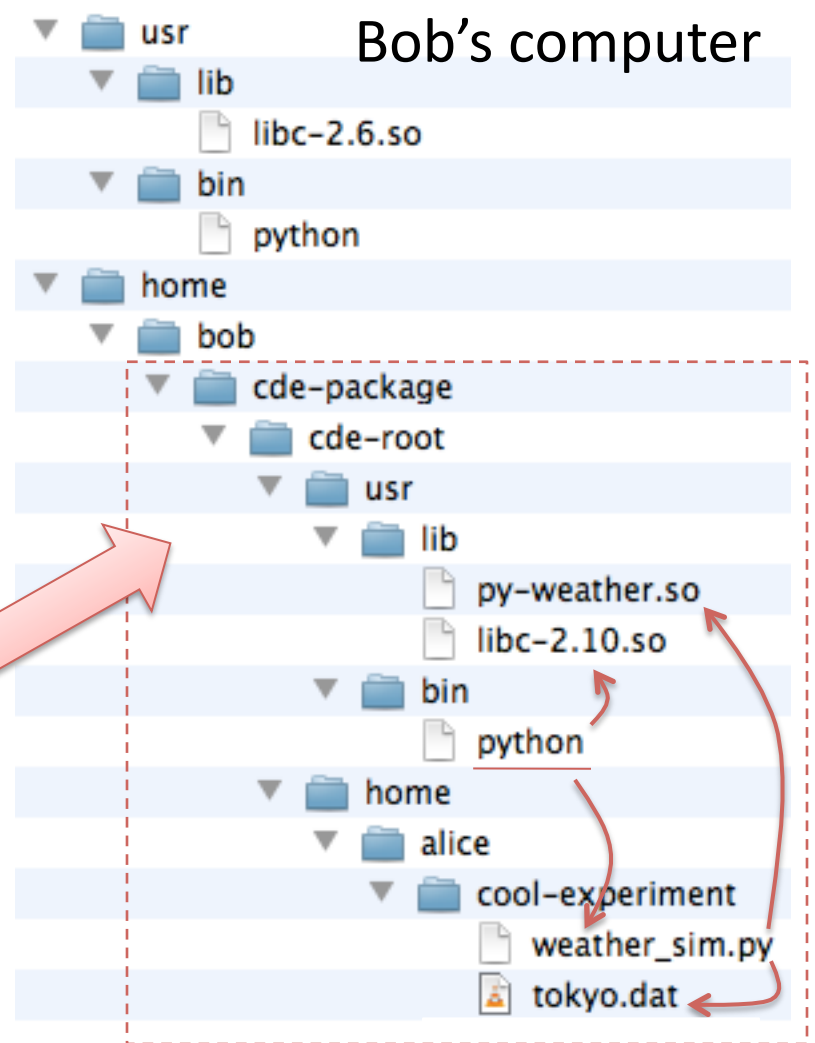 Bob's computer
usr
lib
libc-2.6.so
bin
python
home
bob
cde-package
cde-root
usr
lib
py-weather.so
libc-2.10.so
bin
python
home
alice
cool-experiment
weather_sim.py
tokyo.dat